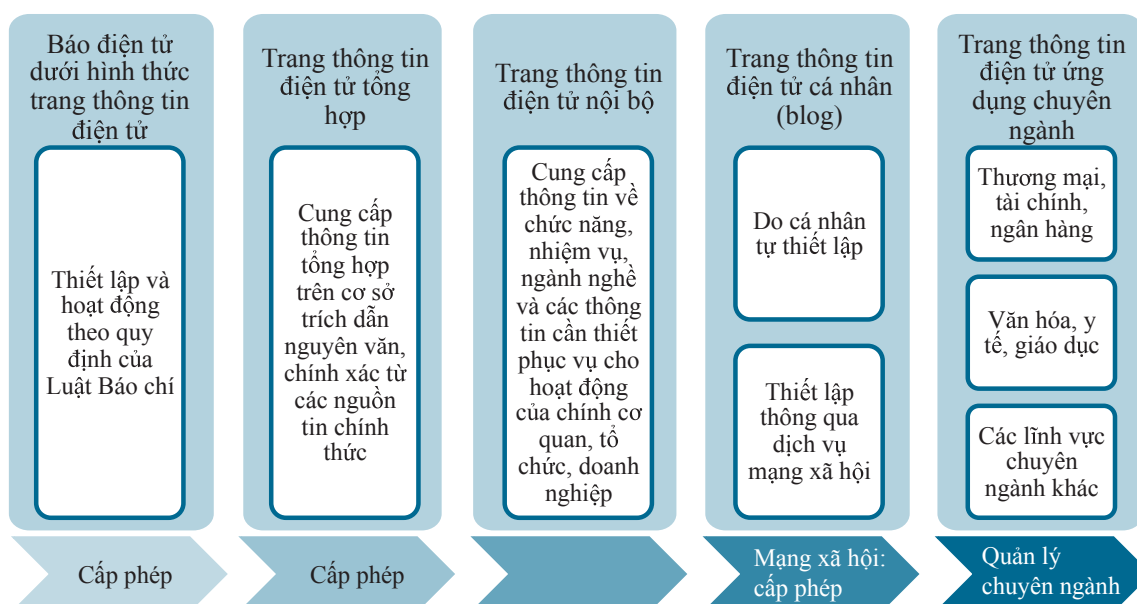 Báo điện tử
dưới hình thức
trang thông tin
điện tử
Thiết lập và
hoạt động
theo quy
định của
Luật Báo chí
Cấp phép
Trang thông tin
điện tử tổng
hợp
Cung cấp
thông tin
tổng hợp
trên cơ sở
trích dẫn
nguyên văn,
chính xác từ
các nguồn
tin chính
thức
Cấp phép
Trang thông tin
điện tử nội bộ
Cung cấp
thông tin về
chức năng,
nhiệm vụ,
ngành nghề
và các thông
tin cần thiết
phục vụ cho
hoạt động
của chính cơ
quan, tổ
chức, doanh
nghiệp
Trang thông tin
điện tử cá nhân
(blog)
Do cá nhân
tự thiết lập
Thiết lập
thông qua
dịch vụ
mạng xã hội
Mạng xã hội:
cấp phép
Trang thông tin
điện tử ứng
dụng chuyên
ngành
Thương mại,
tài chính,
ngân hàng
Văn hóa, y
tế, giáo dục
Các lĩnh vực
chuyên
ngành khác
Quản lý
chuyên ngành